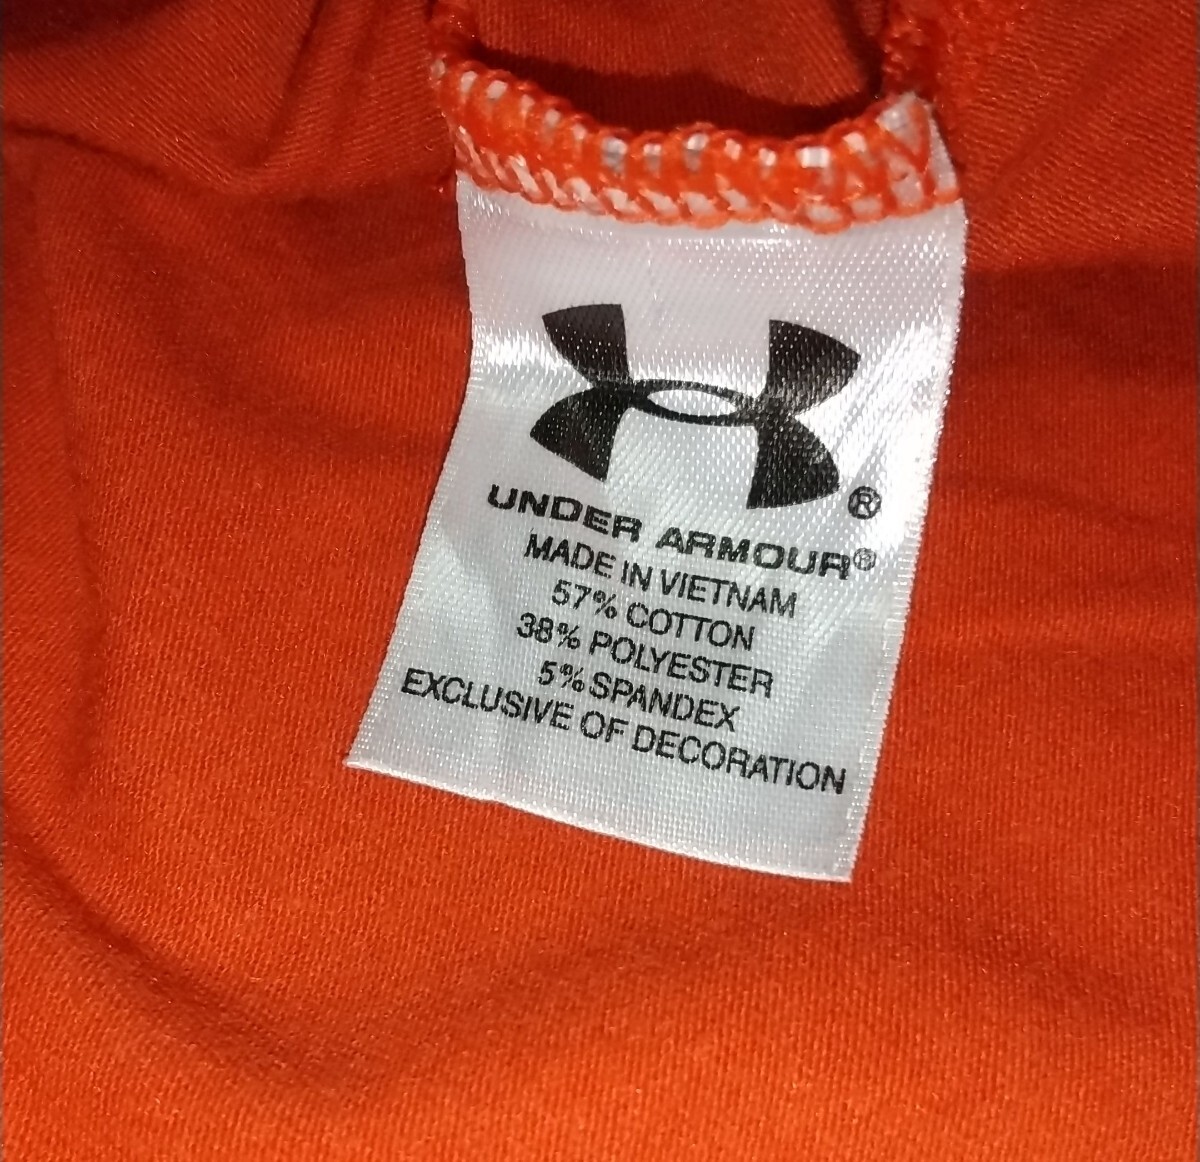 ®
UNDER ARMOUR®
MADE IN VIETNAM
57% COTTON
38% POLYESTER
5% SPANDEX
EXCLUSIVE OF DECORATION